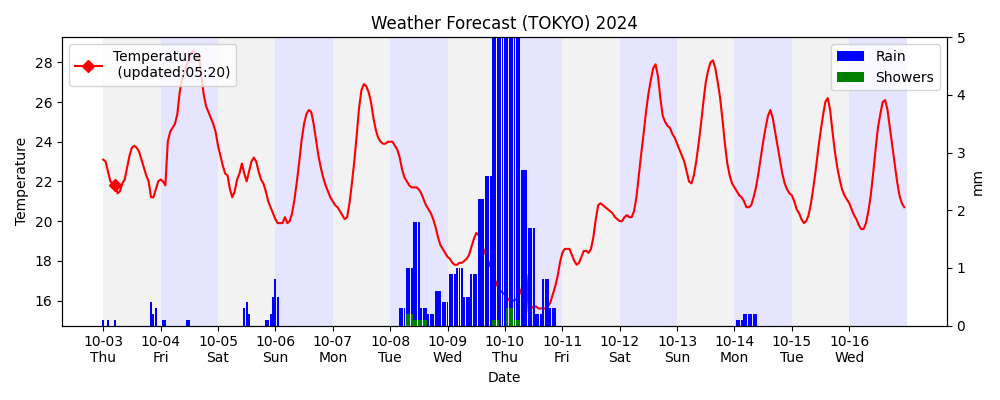 Weather Forecast (TOKYO) 2024
Temperature
(updated:05:20)
Rain
Showers
Temperature
28
26
24
22
20
18
16
5
4
3
2
1
0
mm
10-03 10-04 10-05 10-06 10-07 10-08 10-09 10-10 10-11 10-12 10-13 10-14 10-15 10-16
Thu Fri Sat Sun Mon Tue Wed Thu Fri Sat Sun Mon Tue Wed
Date